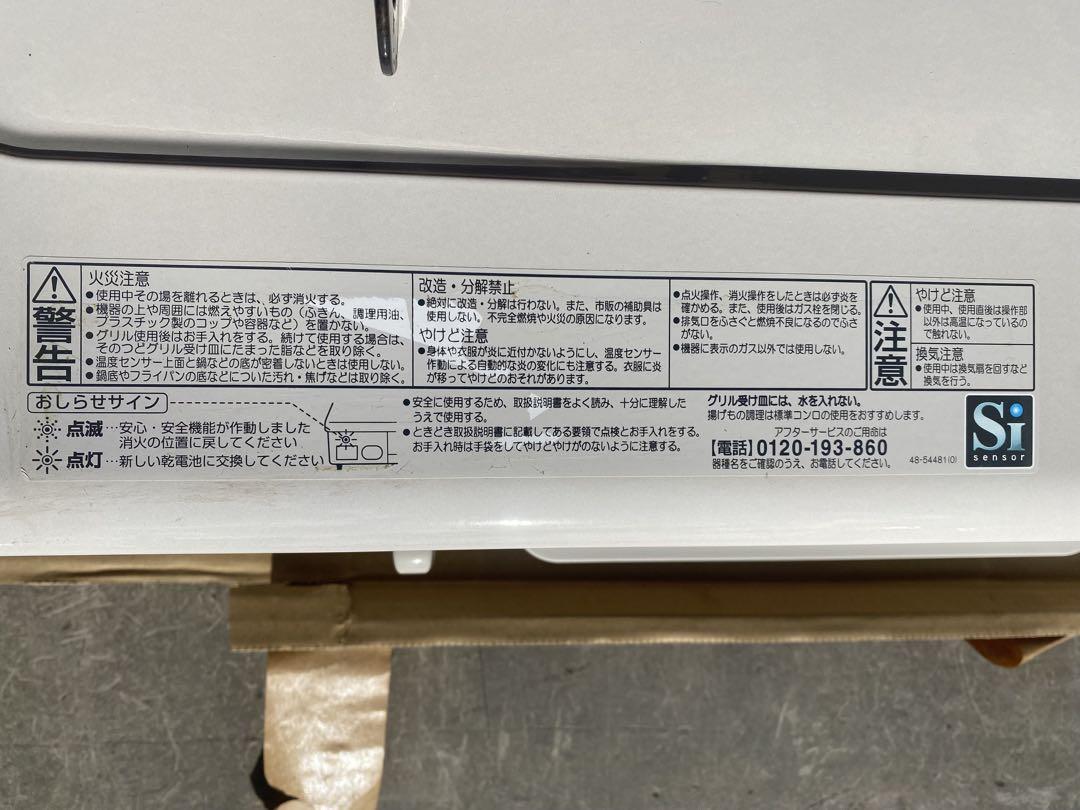 警告
火災注意
●使用中その場を離れるときは、必ず消火する。
●機器の上や周囲には燃えやすいもの（ふきん、調理用油、
プラスチック製のコップや容器など）を置かない。
●グリル使用後はお手入れをする。続けて使用する場合は、
そのつどグリル受け皿にたまった脂などを取り除く。
●温度センサー上面と鍋などの底が密着しないときは使用しない。
●鍋底やフライパンの底などについた汚れ・焦げなどは取り除く。
改造・分解禁止
●絶対に改造・分解は行わない。また、市販の補助具は
使用しない。不完全燃焼や火災の原因になります。
やけど注意
●身体や衣服が炎に近付かないようにし、温度センサー
作動による自動的な炎の変化にも注意する。衣服に炎
が移ってやけどのおそれがあります。
●点火操作、消火操作をしたときは必ず炎を
確かめる。また、使用後はガス栓を閉じる。
●排気口をふさぐと燃焼不良になるのでふさ
がない。
●機器に表示のガス以外では使用しない。
注意
やけど注意
●使用中、使用直後は操作部
以外は高温になっているの
で触れない。
換気注意
●使用中は換気扇を回すなど
換気を行う。
おしらせサイン
点滅…安心・安全機能が作動しました
消火の位置に戻してください
点灯…新しい乾電池に交換してください
●安全に使用するため、取扱説明書をよく読み、十分に理解した
うえで使用する。
●ときどき取扱説明書に記載してある要領で点検とお手入れをする。
お手入れ時は手袋をしてやけどやけがのないように注意する。
グリル受け皿には、水を入れない。
揚げもの調理は標準コンロの使用をおすすめします。
アフターサービスのご用命は
【電話】0120-193-860
器種名をご確認のうえ、お電話してください。
48-54481(0)
Si
sensor